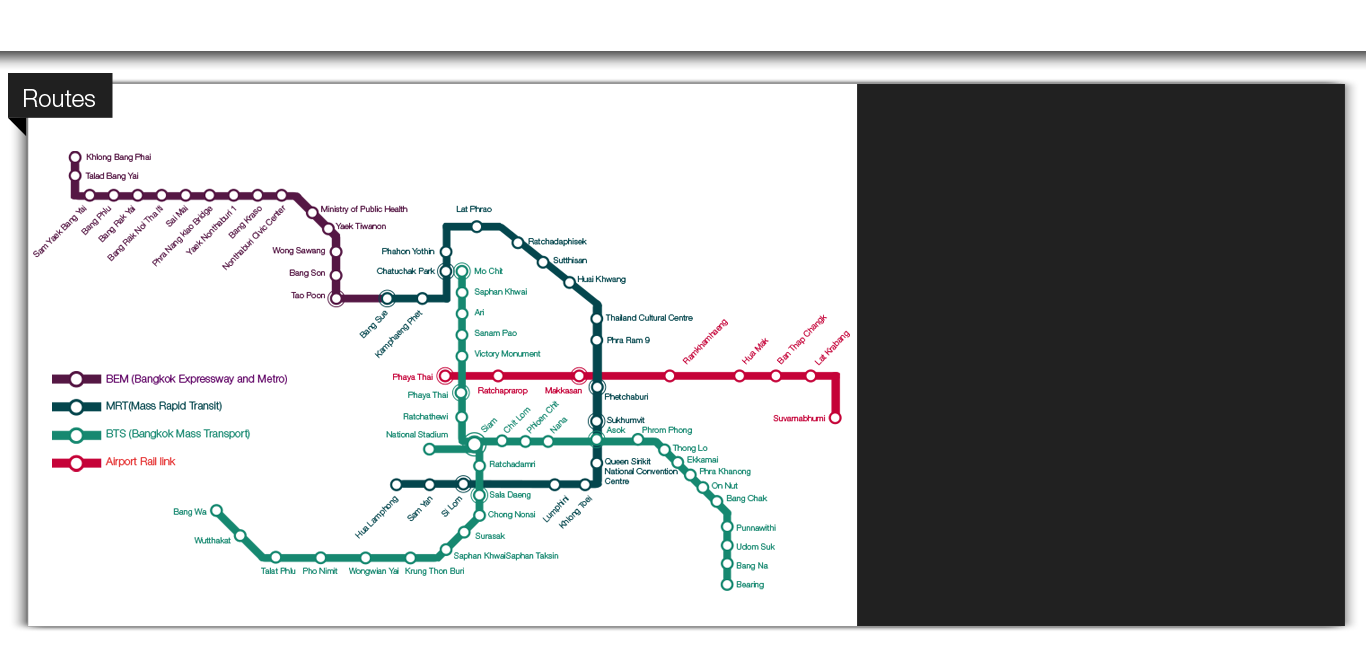 Routes
Khlong Bang Phai
Talad Bang Yai
Sam Yaek Bang Yai
Bang Phlu
Bang Rak Yai
Bang Rak Noi Tha It
Sai Mai
Phra Nang Klao Bridge
Yaek Nonthaburi 1
Bang Kraso
Nonthaburi Civic Center
Ministry of Public Health
Yaek Tiwanon
Wong Sawang
Bang Son
Tao Poon
Bang Sue
Kamphaeng Phet
Chatuchak Park
Phahon Yothin
Lat Phrao
Ratchadaphisek
Sutthisan
Huai Khwang
Thailand Cultural Centre
Phra Ram 9
Phetchaburi
Sukhumvit
Queen Sirikit
National Convention
Centre
Khlong Toei
Lumphini
Si Lom
Sam Yan
Hua Lamphong
Mo Chit
Saphan Khwai
Ari
Sanam Pao
Victory Monument
Phaya Thai
Ratchathewi
National Stadium
Siam
Chit Lom
Phloen Chit
Nana
Asok
Phrom Phong
Thong Lo
Ekkamai
Phra Khanong
On Nut
Bang Chak
Punnawithi
Udom Suk
Bang Na
Bearing
Ratchadamri
Sala Daeng
Chong Nonsi
Surasak
Saphan KhwaiSaphan Taksin
Krung Thon Buri
Wongwian Yai
Pho Nimit
Talat Phlu
Wutthakat
Bang Wa
Phaya Thai
Ratchaprarop
Makkasan
Ramkhamhaeng
Hua Mak
Ban Thap Changk
Lat Krabang
Suvarnabhumi
BEM (Bangkok Expressway and Metro)
MRT(Mass Rapid Transit)
BTS (Bangkok Mass Transport)
Airport Rail link